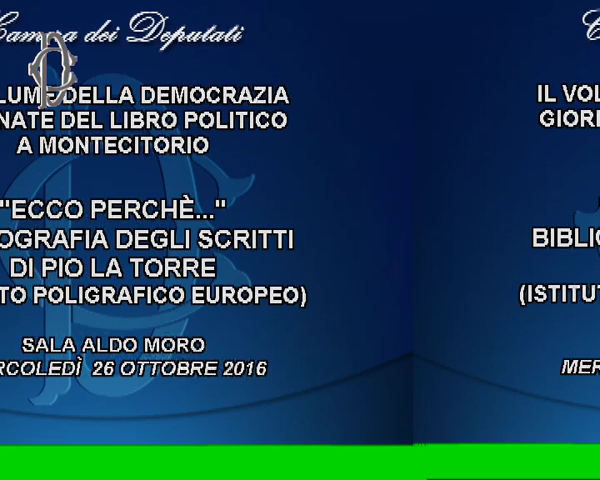 Camera dei Deputati
LUME DELLA DEMOCRAZIA
NATE DEL LIBRO POLITICO
A MONTECITORIO
"ECCO PERCHÈ..."
OGRAFIA DEGLI SCRITTI
DI PIO LA TORRE
TO POLIGRAFICO EUROPEO)
SALA ALDO MORO
RCOLEDÌ 26 OTTOBRE 2016
C
IL VOL
GIOR
BIBLIO
(ISTITUT
MER